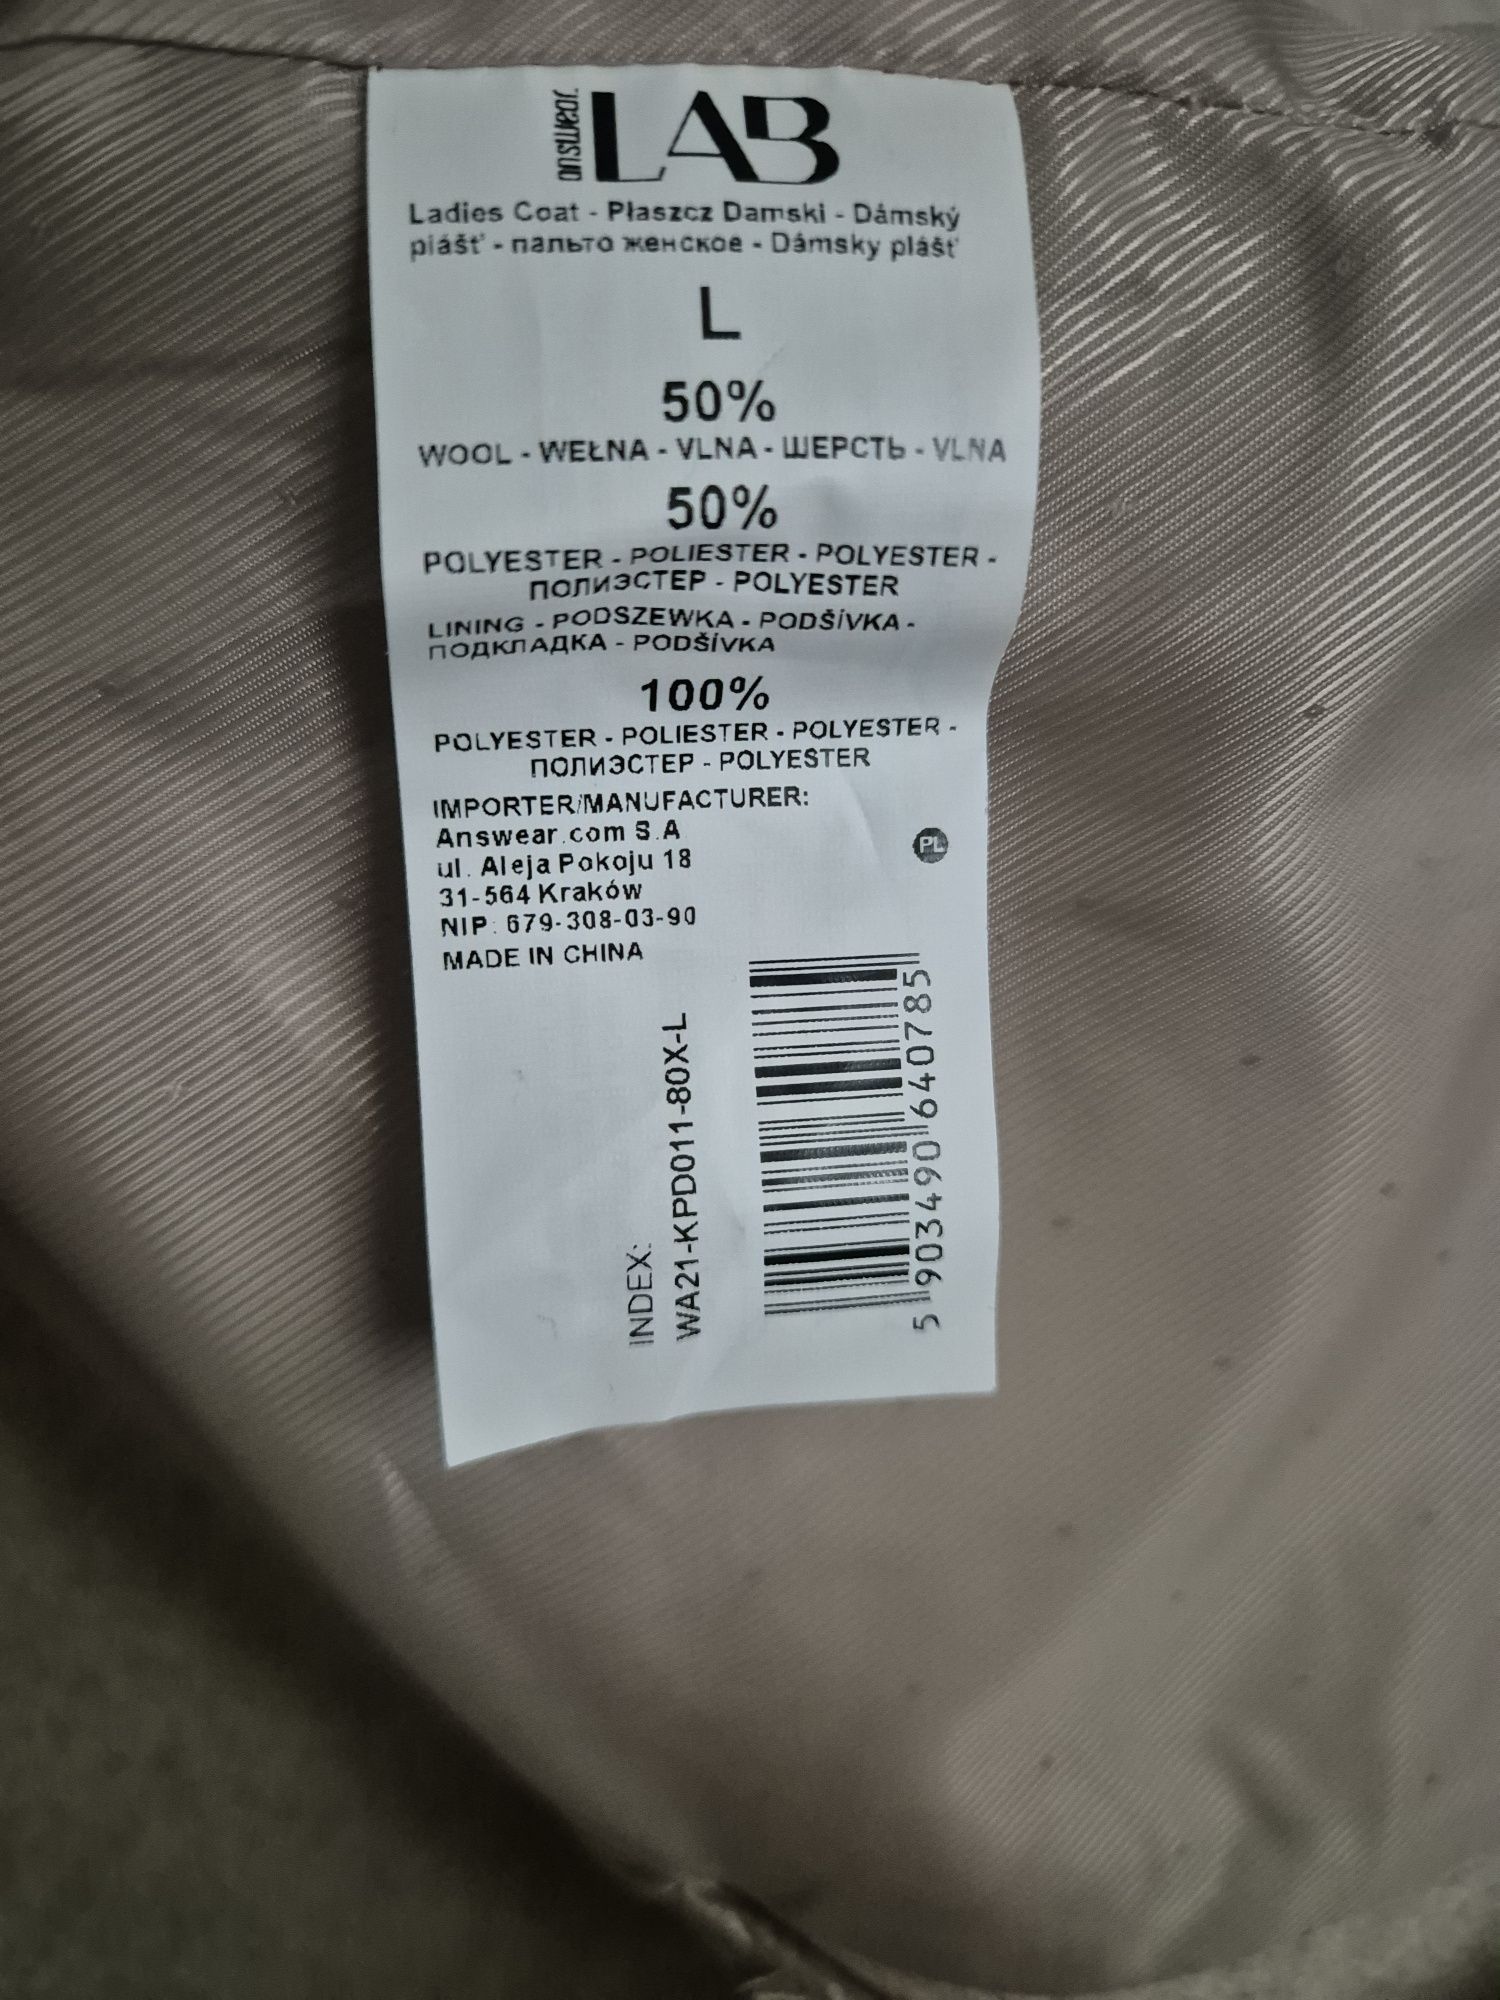 answear. LAB
Ladies Coat - Płaszcz Damski - Dámský
plášť - пальто женское - Dámsky plášť
L
50%
WOOL - WEŁNA - VLNA - ШЕРСТЬ - VLNA
50%
POLYESTER - POLIESTER - POLYESTER -
ПОЛИЭСТЕР - POLYESTER
LINING - PODSZEWKA - PODŠÍVKA -
ПОДКЛАДКА - PODŠÍVKA
100%
POLYESTER - POLIESTER - POLYESTER -
ПОЛИЭСТЕР - POLYESTER
IMPORTER/MANUFACTURER:
Answear.com S.A
ul. Aleja Pokoju 18
31-564 Kraków
NIP: 679-308-03-90
MADE IN CHINA
PL
INDEX:
WA21-KPD011-80X-L
5 903490 640785